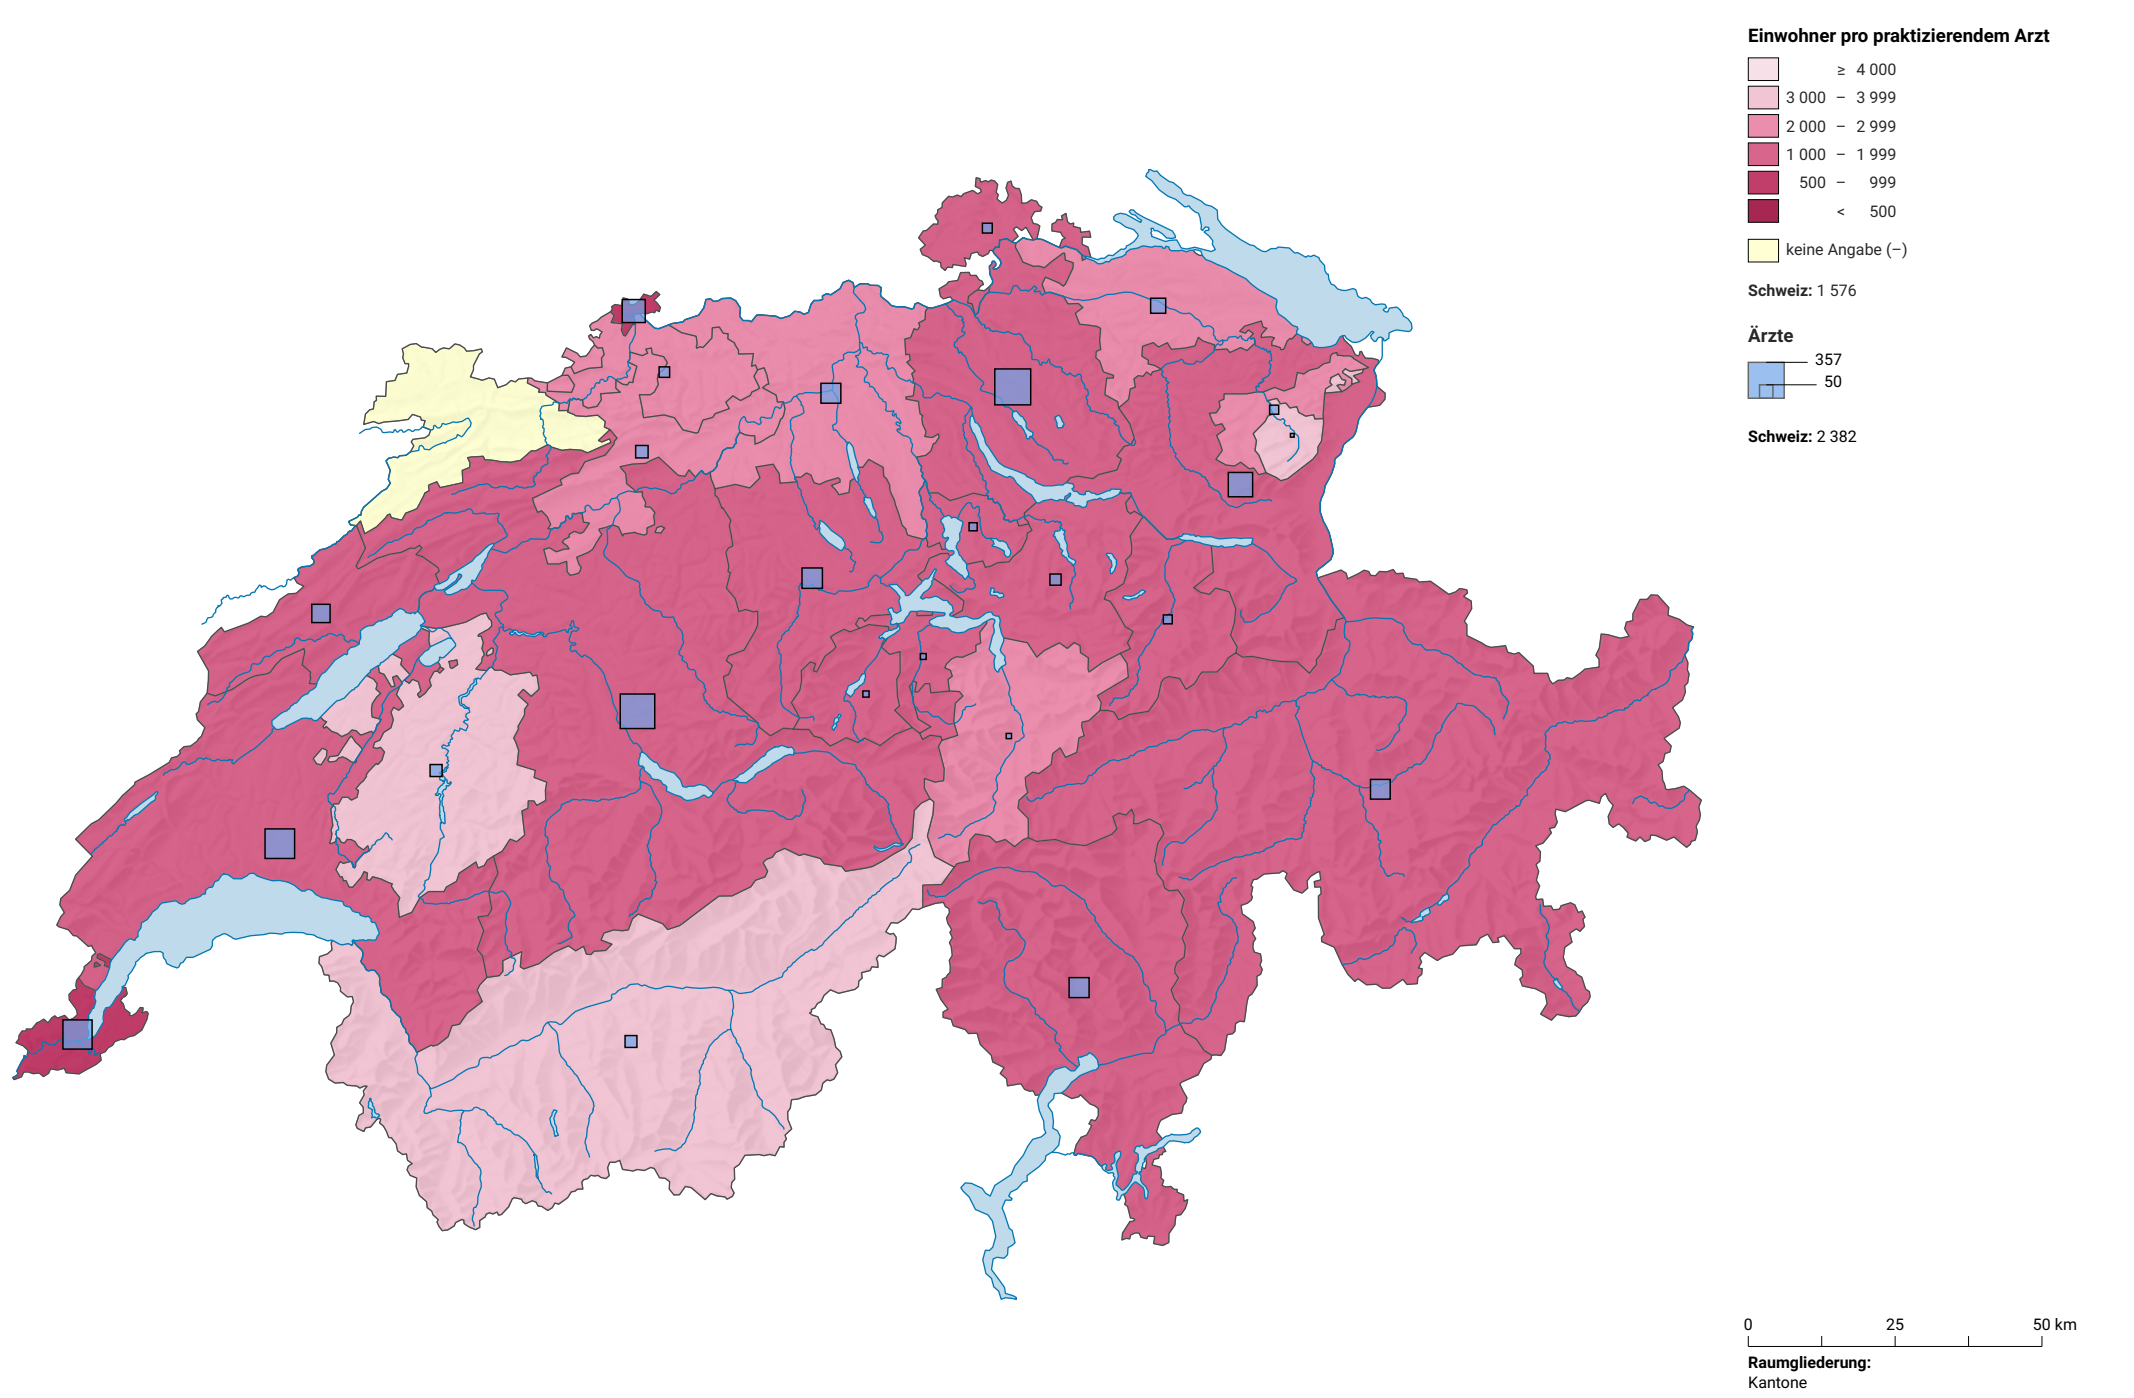 Einwohner pro praktizierendem Arzt
≥ 4 000
3 000 – 3 999
2 000 – 2 999
1 000 – 1 999
500 – 999
< 500
keine Angabe (–)
Schweiz: 1 576
Ärzte
357
50
Schweiz: 2 382
0 25 50 km
Raumgliederung:
Kantone